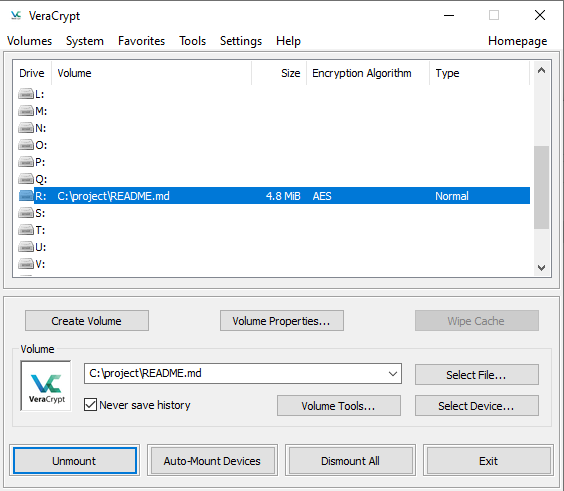 VeraCrypt
Volumes System Favorites Tools Settings Help Homepage
Drive Volume Size Encryption Algorithm Type
L:
M:
N:
O:
P:
Q:
R: C:\project\README.md 4.8 MiB AES Normal
S:
T:
U:
V:
Create Volume Volume Properties... Wipe Cache
Volume
C:\project\README.md Select File...
VeraCrypt
Never save history Volume Tools... Select Device...
Unmount Auto-Mount Devices Dismount All Exit